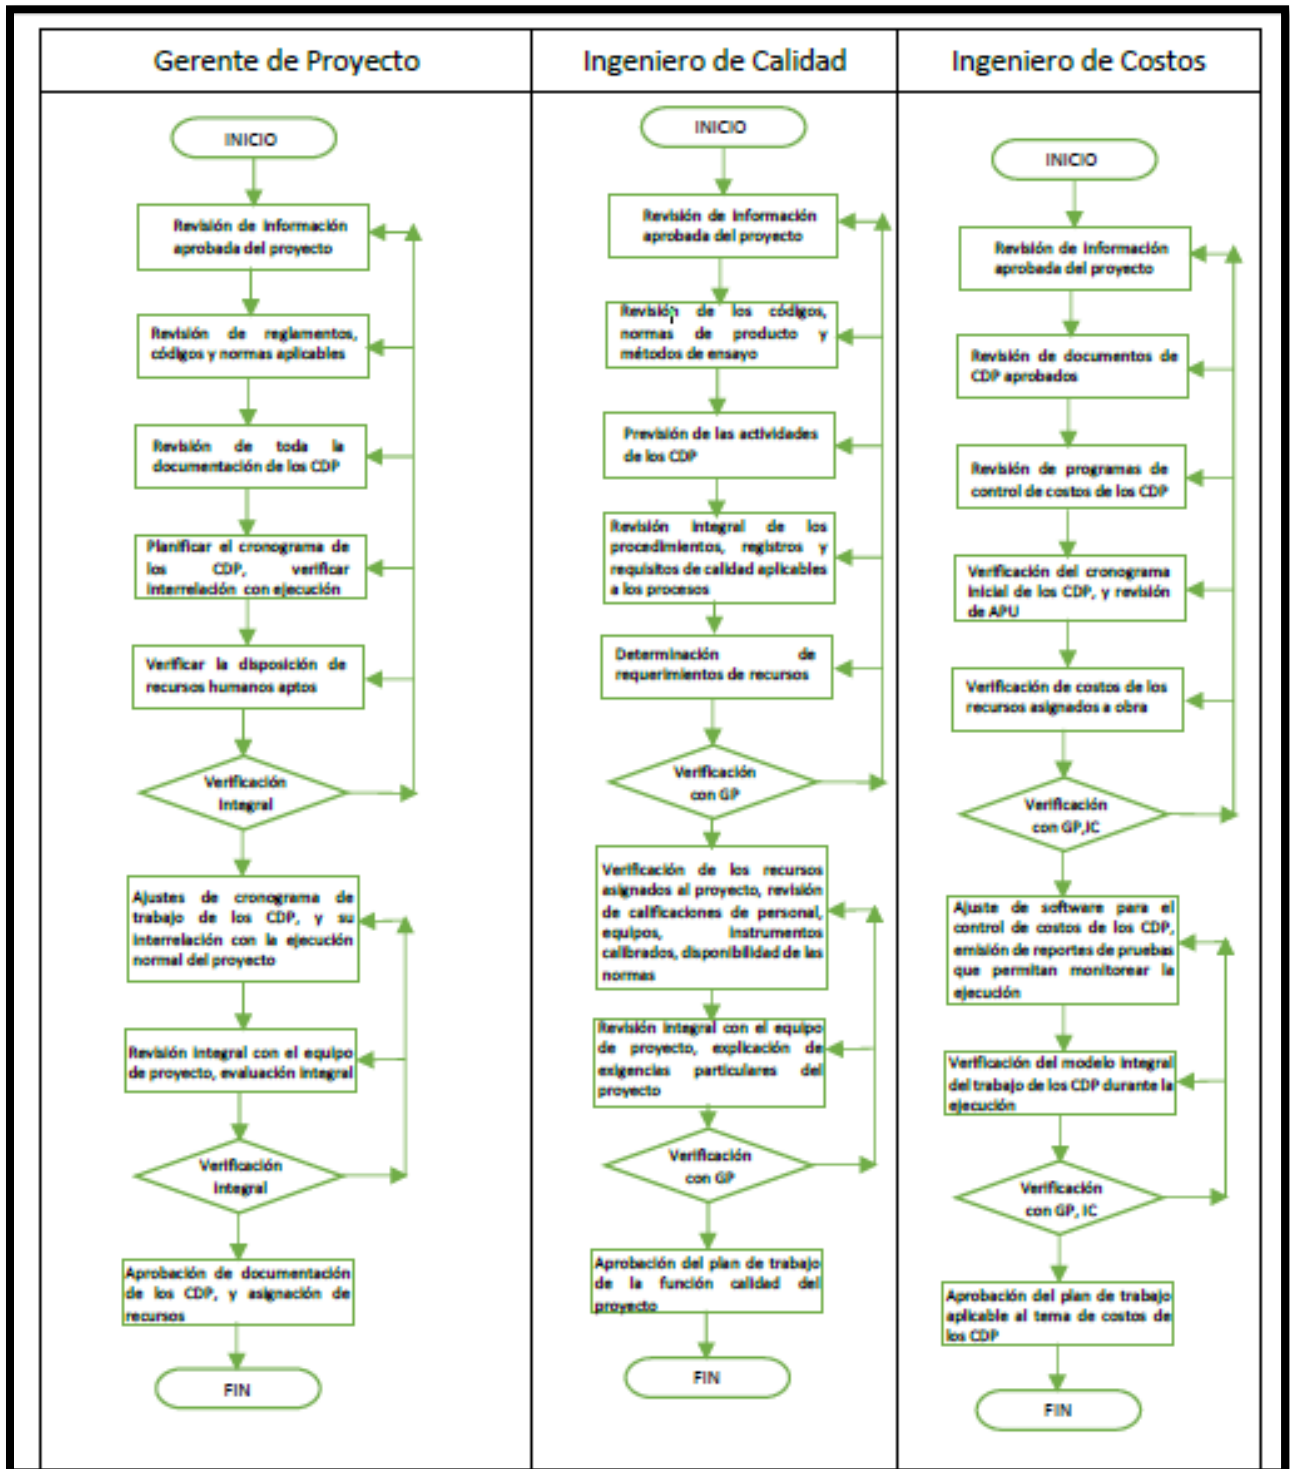 Gerente de Proyecto
INICIO
Revisión de información
aprobada del proyecto
Revisión de reglamentos,
códigos y normas aplicables
Revisión de toda la
documentación de los CDP
Planificar el cronograma de
los CDP, verificar
interrelación con ejecución
Verificar la disposición de
recursos humanos aptos
Verificación
integral
Ajustes de cronograma de
trabajo de los CDP, y su
interrelación con la ejecución
normal del proyecto
Revisión integral con el equipo
de proyecto, evaluación integral
Verificación
integral
Aprobación de documentación
de los CDP, y asignación de
recursos
FIN
Ingeniero de Calidad
INICIO
Revisión de información
aprobada del proyecto
Revisión de los códigos,
normas de producto y
métodos de ensayo
Previsión de las actividades
de los CDP
Revisión integral de los
procedimientos, registros y
requisitos de calidad aplicables
a los procesos
Determinación de
requerimientos de recursos
Verificación
con GP
Verificación de los recursos
asignados al proyecto, revisión
de calificaciones de personal,
equipos, instrumentos
calibrados, disponibilidad de las
normas
Revisión integral con el equipo
de proyecto, explicación de
exigencias particulares del
proyecto
Verificación
con GP
Aprobación del plan de trabajo
de la función calidad del
proyecto
FIN
Ingeniero de Costos
INICIO
Revisión de información
aprobada del proyecto
Revisión de documentos de
CDP aprobados
Revisión de programas de
control de costos de los CDP
Verificación del cronograma
inicial de los CDP, y revisión
de APU
Verificación de costos de los
recursos asignados a obra
Verificación
con GP,IC
Ajuste de software para el
control de costos de los CDP,
emisión de reportes de pruebas
que permitan monitorear la
ejecución
Verificación del modelo integral
del trabajo de los CDP durante la
ejecución
Verificación
con GP, IC
Aprobación del plan de trabajo
aplicable al tema de costos de
los CDP
FIN